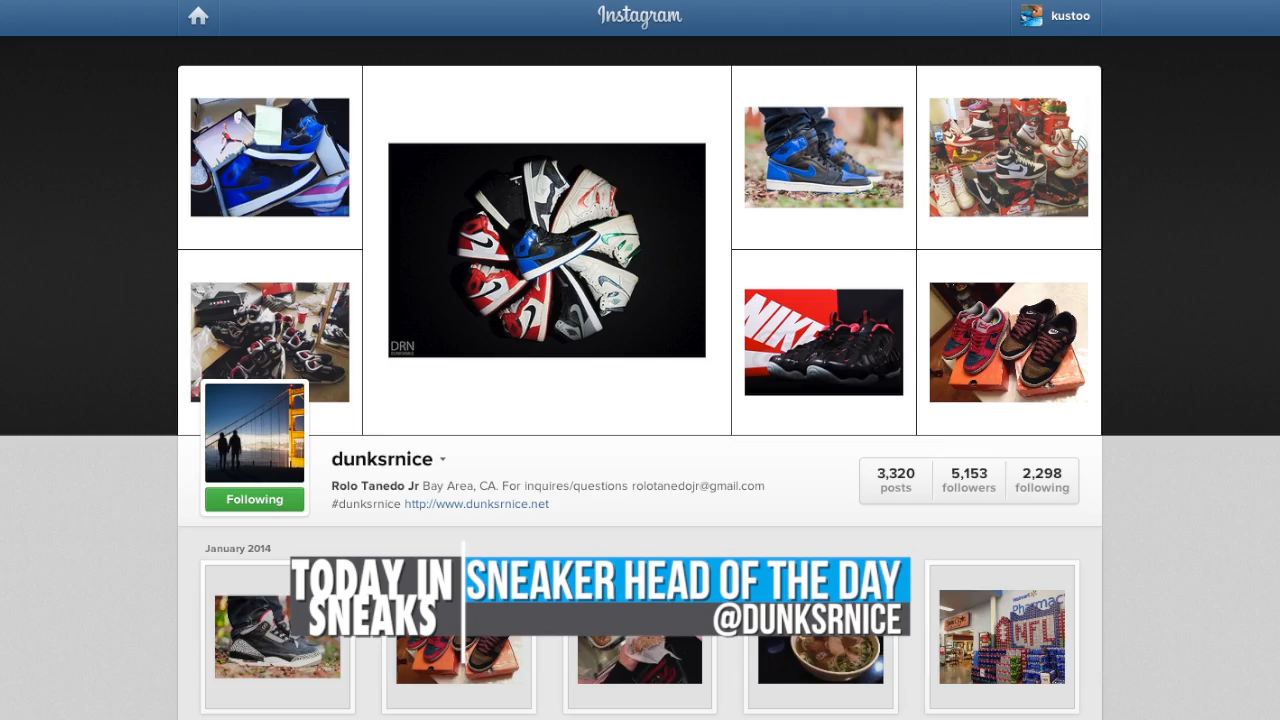 Instagram
kustoo
NIKE
DRN
dunksrnice
Rolo Tanedo Jr Bay Area, CA. For inquires/questions rolotanedojr@gmail.com
#dunksrnice http://www.dunksrnice.net
Following
3,320
posts
5,153
followers
2,298
following
January 2014
TODAY IN
SNEAKS
SNEAKER HEAD OF THE DAY
@DUNKSRNICE
Pharmac